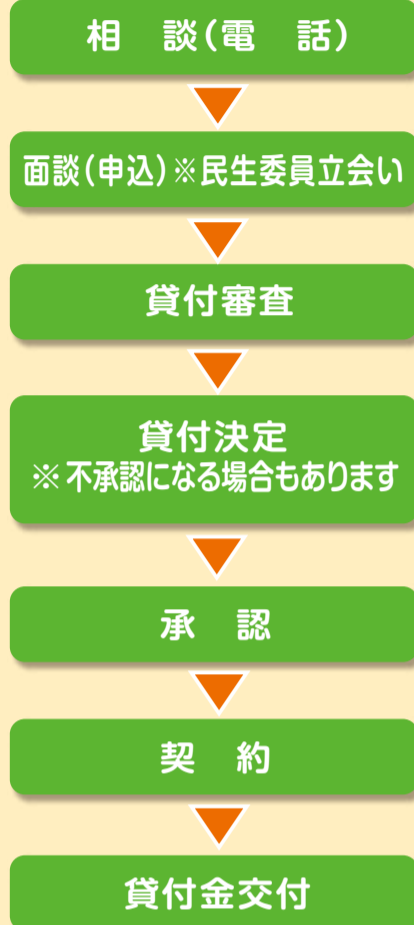 相　談（電　話）
面談（申込）※民生委員立会い
貸付審査
貸付決定
※不承認になる場合もあります
承　認
契　約
貸付金交付